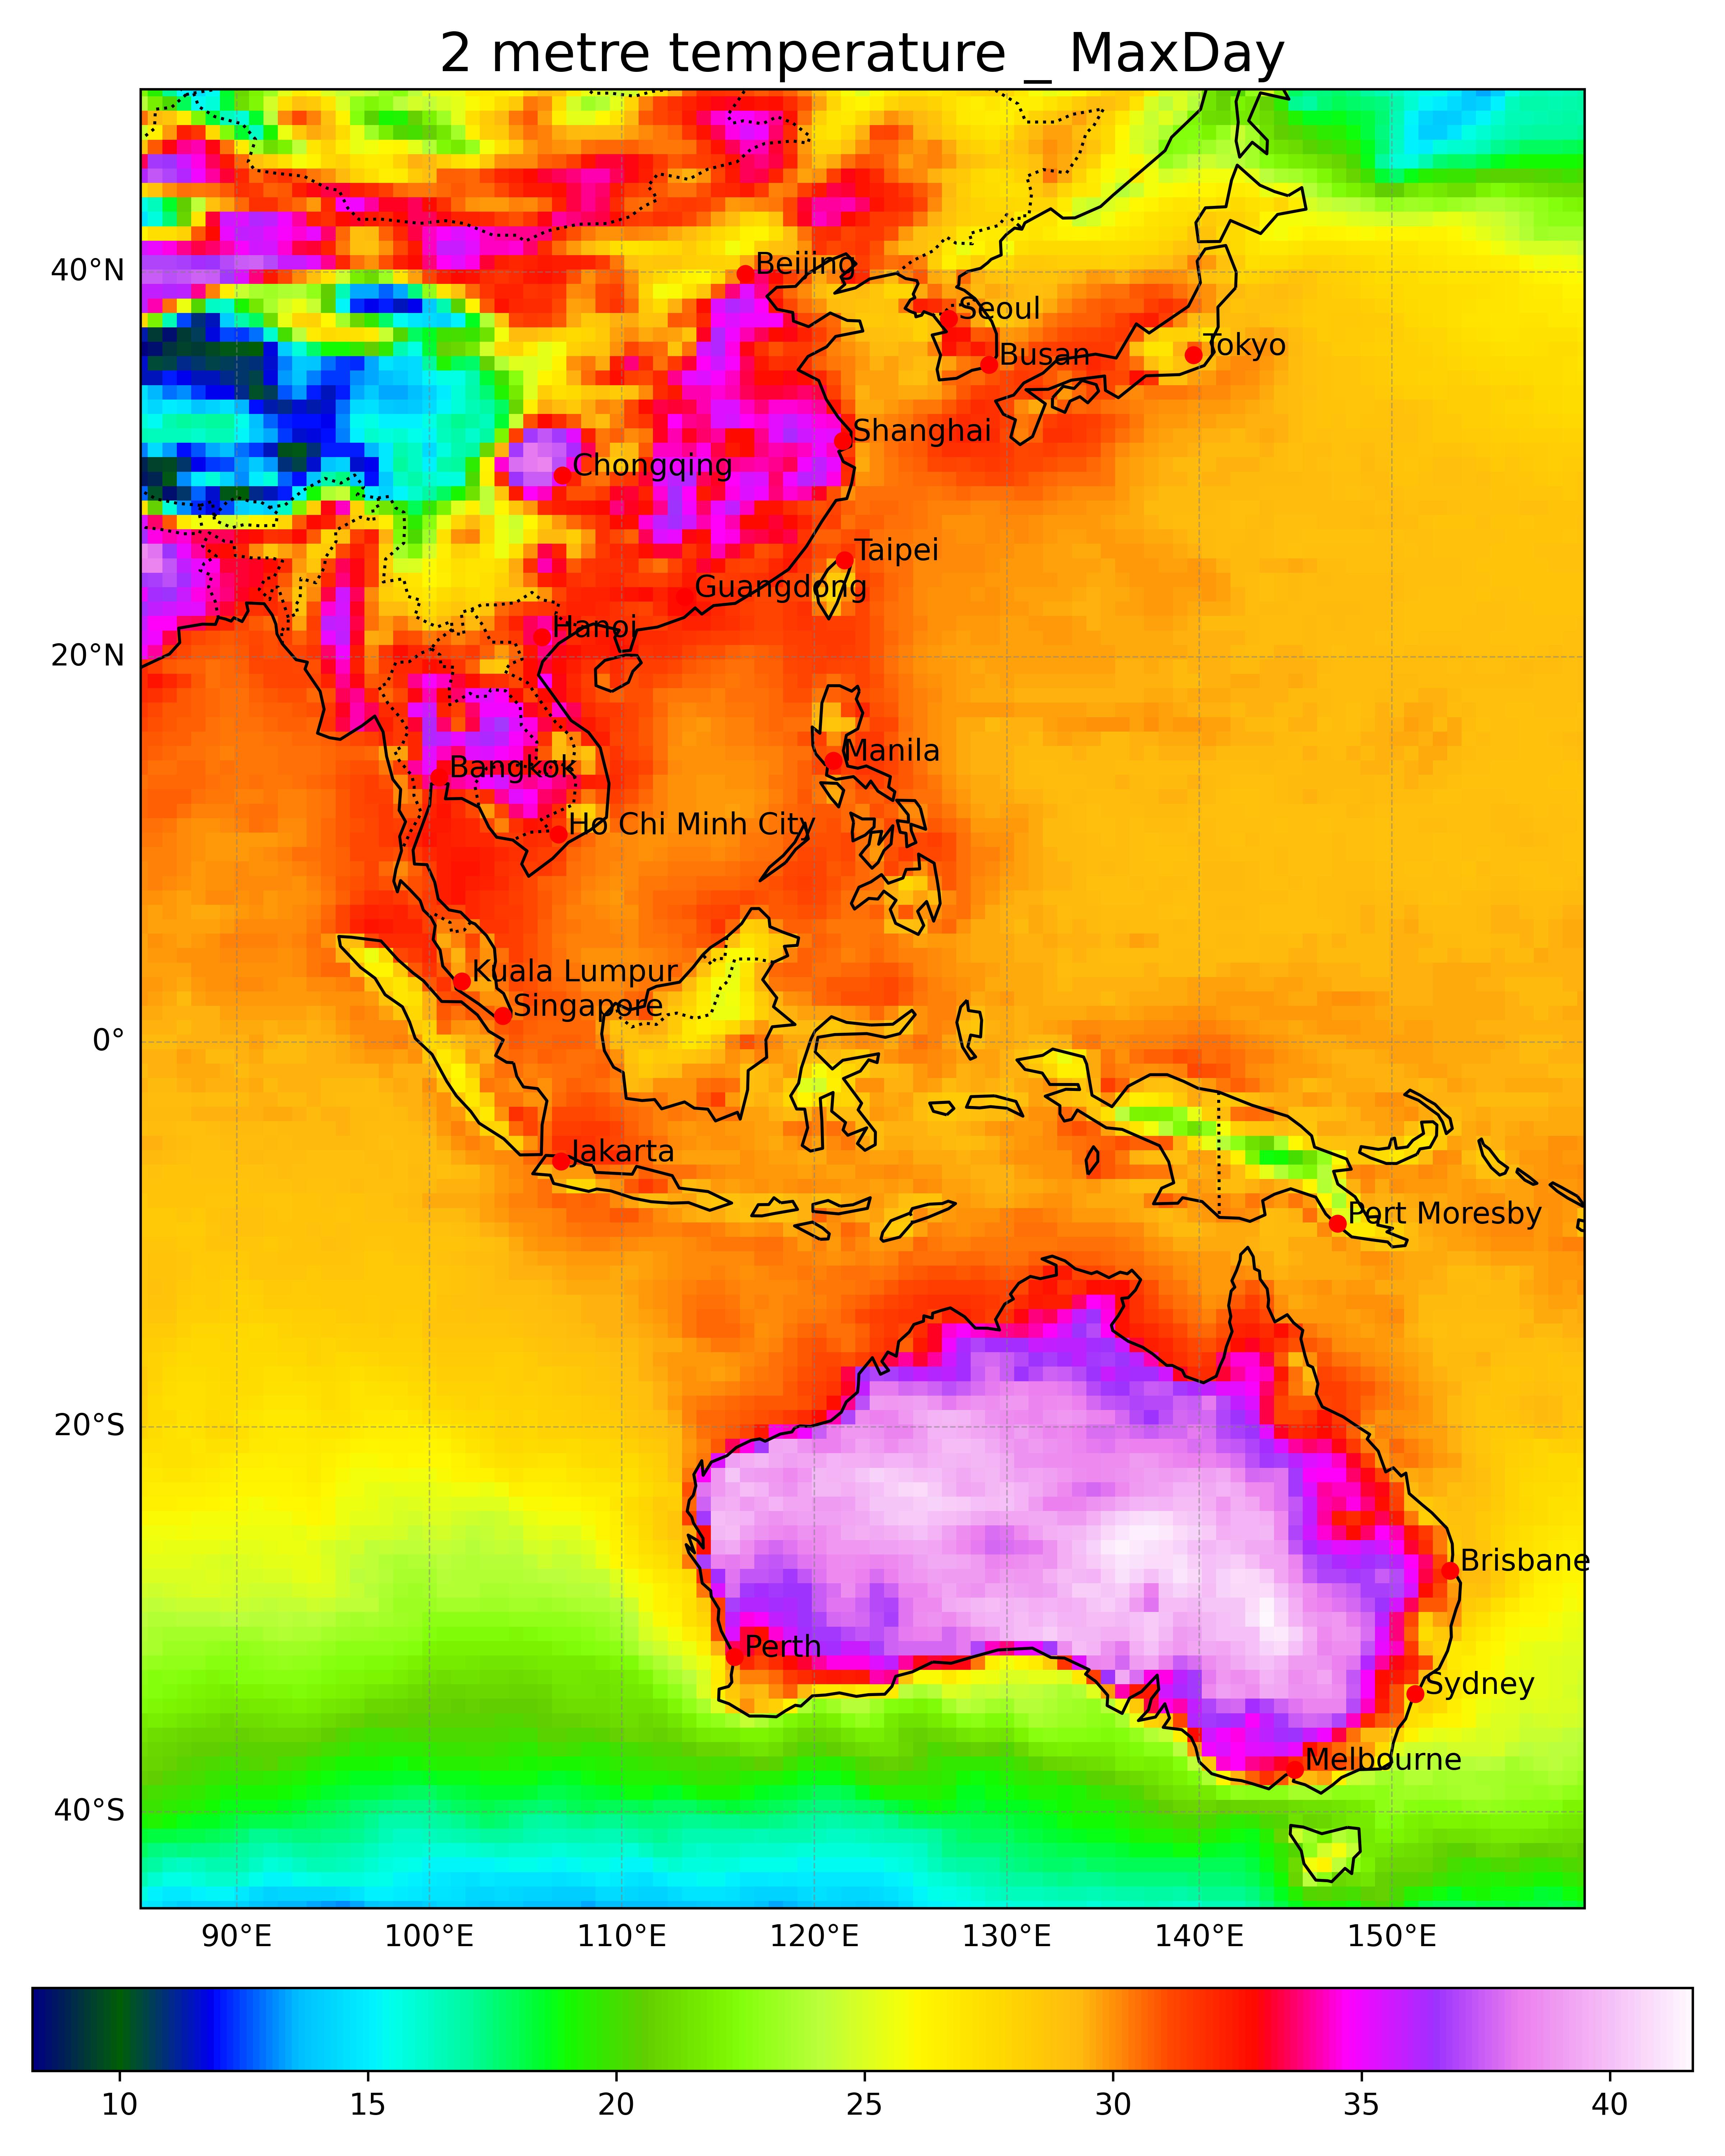 2 metre temperature _ MaxDay
40°N
20°N
0°
20°S
40°S
Beijing
Seoul
Tokyo
Busan
Shanghai
Chongqing
Taipei
Guangdong
Hanoi
Manila
Bangkok
Ho Chi Minh City
Kuala Lumpur
Singapore
Jakarta
Port Moresby
Brisbane
Perth
Sydney
Melbourne
90°E 100°E 110°E 120°E 130°E 140°E 150°E
10 15 20 25 30 35 40